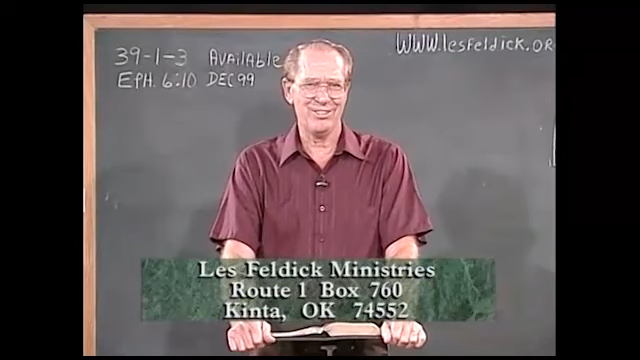 39-1-3 Available
WWW.lesfeldick.OR
EPH. 6:10 DEC 99
Les Feldick Ministries
Route 1 Box 760
Kinta, OK 74552